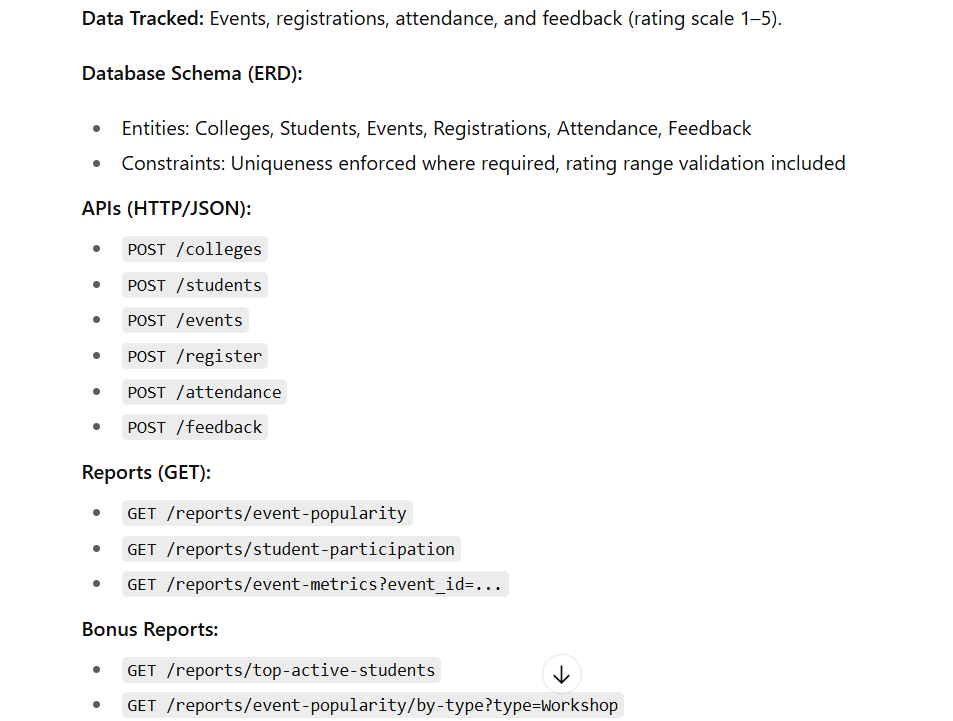 Data Tracked: Events, registrations, attendance, and feedback (rating scale 1–5).
Database Schema (ERD):
Entities: Colleges, Students, Events, Registrations, Attendance, Feedback
Constraints: Uniqueness enforced where required, rating range validation included
APIs (HTTP/JSON):
POST /colleges
POST /students
POST /events
POST /register
POST /attendance
POST /feedback
Reports (GET):
GET /reports/event-popularity
GET /reports/student-participation
GET /reports/event-metrics?event_id=...
Bonus Reports:
GET /reports/top-active-students
GET /reports/event-popularity/by-type?type=Workshop